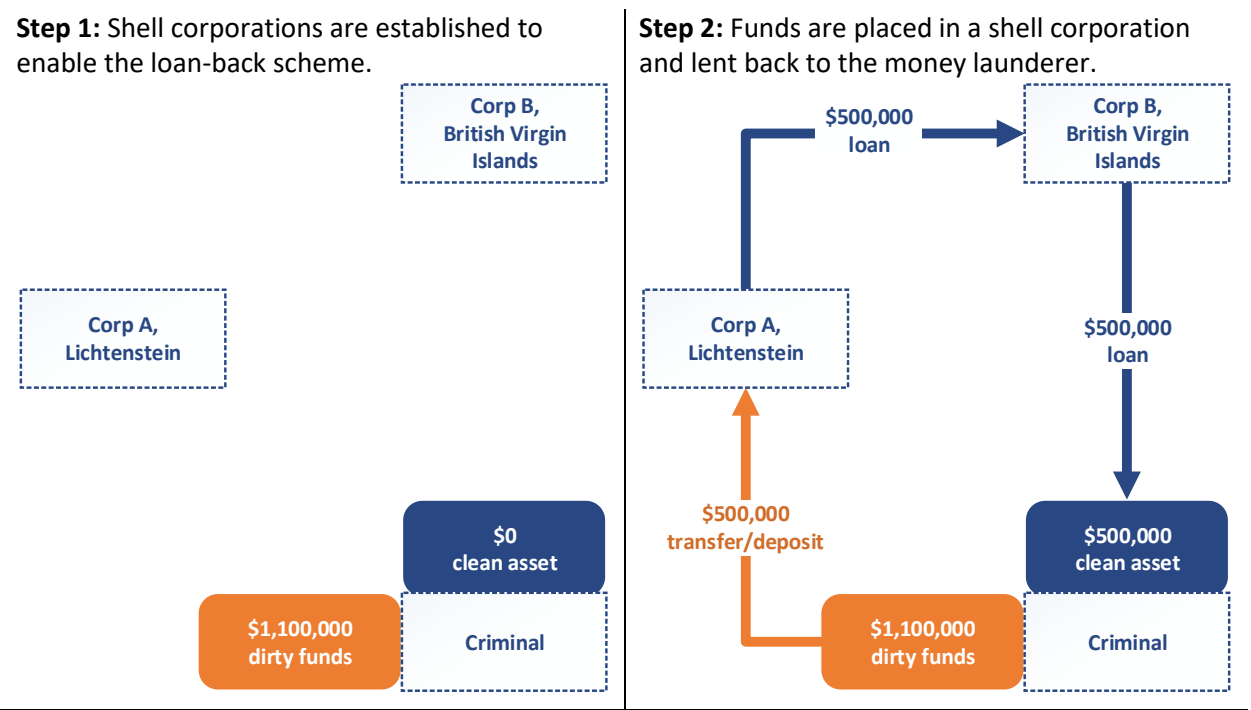 Step 1: Shell corporations are established to
enable the loan-back scheme.
Corp B,
British Virgin
Islands
Corp A,
Lichtenstein
$0
clean asset
$1,100,000
dirty funds
Criminal
Step 2: Funds are placed in a shell corporation
and lent back to the money launderer.
$500,000
loan
Corp B,
British Virgin
Islands
Corp A,
Lichtenstein
$500,000
loan
$500,000
transfer/deposit
$500,000
clean asset
$1,100,000
dirty funds
Criminal